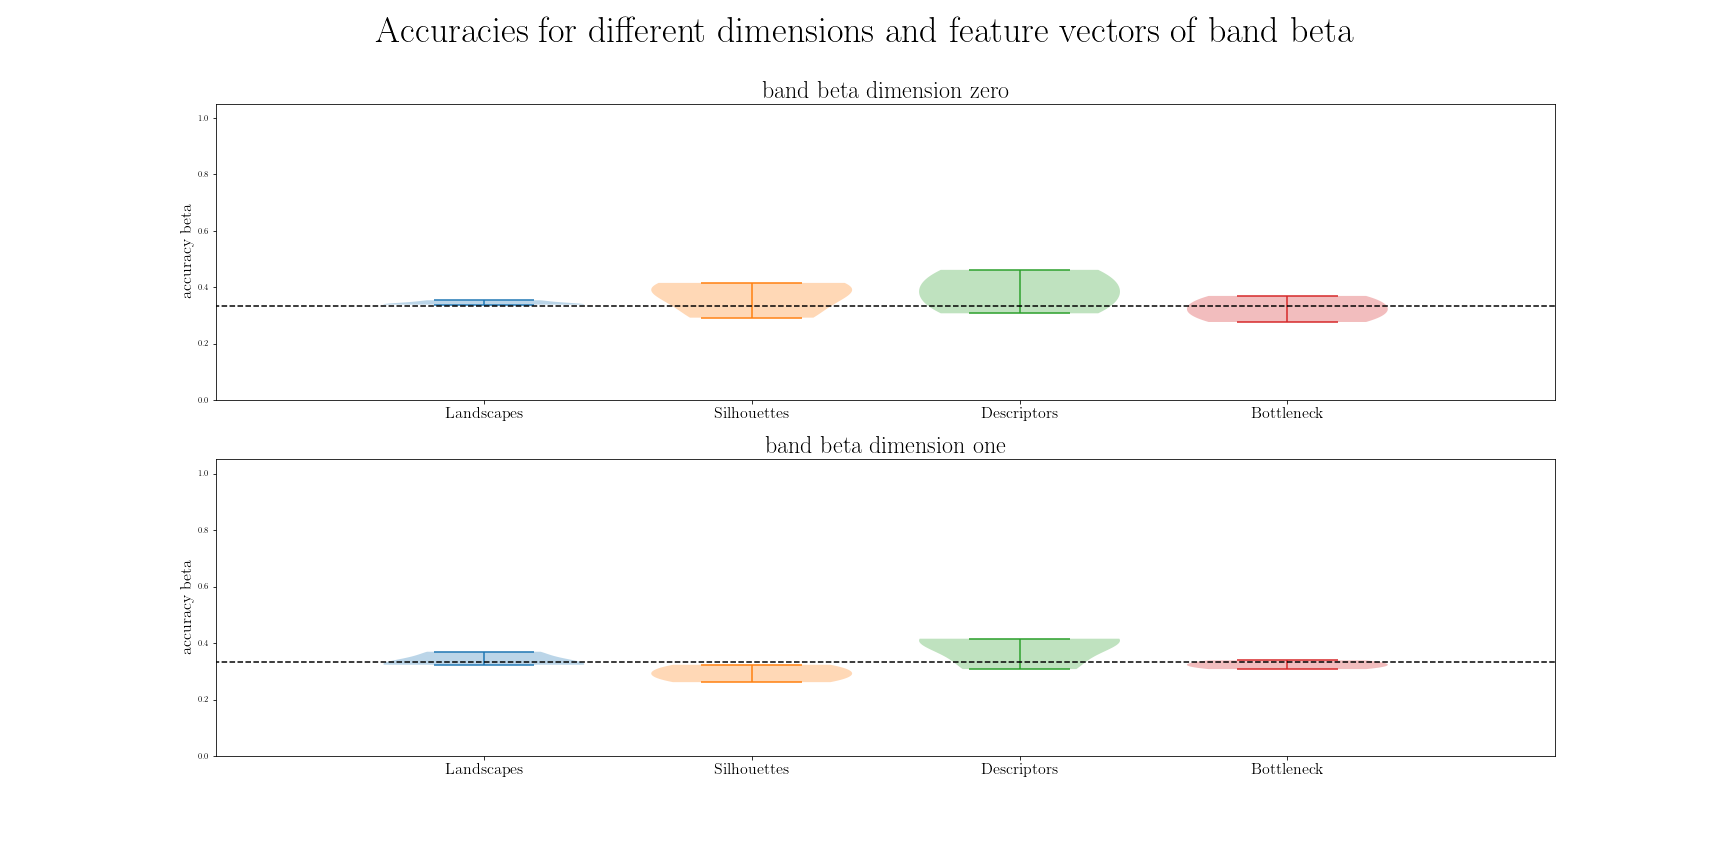 Accuracies for different dimensions and feature vectors of band beta
band beta dimension zero
1.0
0.8
0.6
0.4
0.2
0.0
accuracy beta
Landscapes Silhouettes Descriptors Bottleneck
band beta dimension one
1.0
0.8
0.6
0.4
0.2
0.0
accuracy beta
Landscapes Silhouettes Descriptors Bottleneck